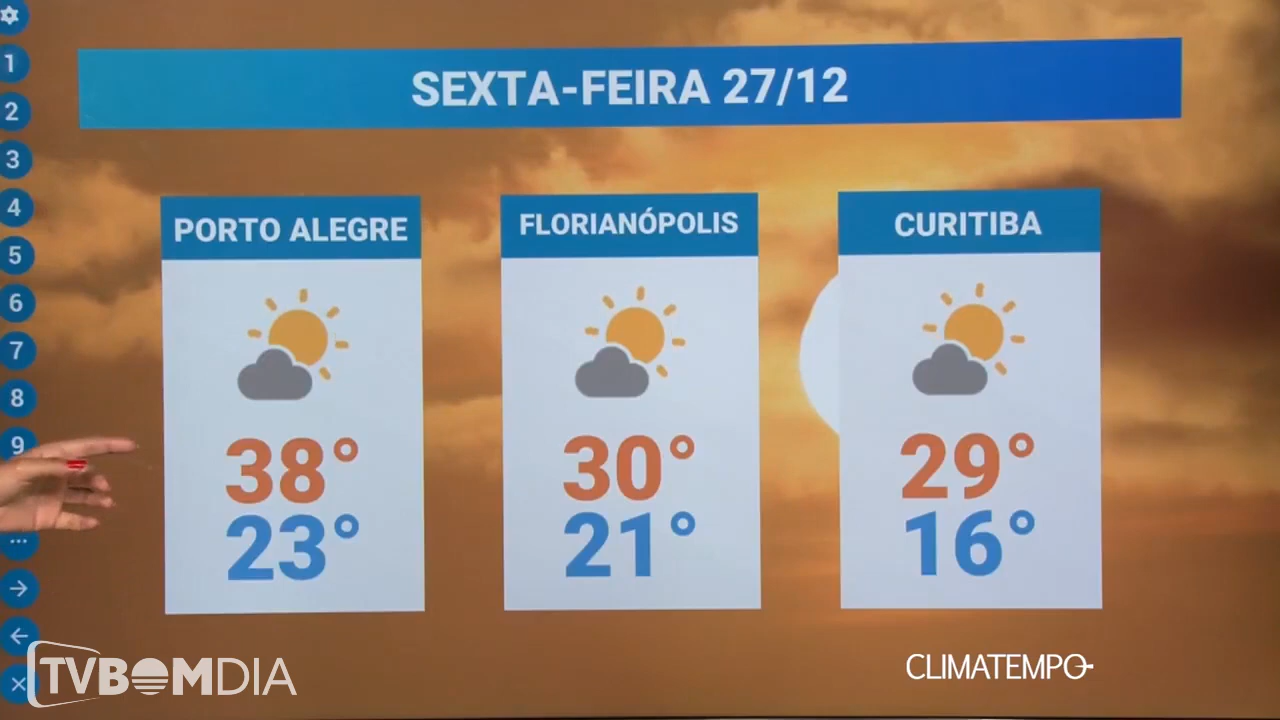 SEXTA-FEIRA 27/12
1
2
3
4
5
6
7
8
9
...
PORTO ALEGRE
38°
23°
FLORIANÓPOLIS
30°
21°
CURITIBA
29°
16°
TVBOMDIA
CLIMATEMPO